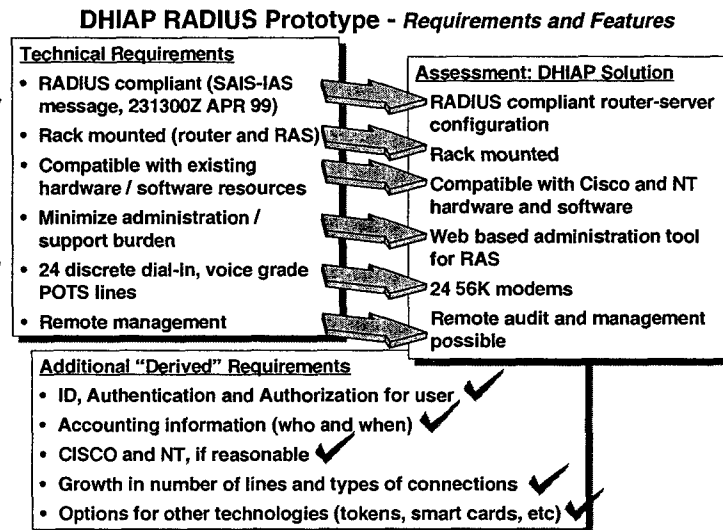 DHIAP RADIUS Prototype - Requirements and Features
Technical Requirements
• RADIUS compliant (SAIS-IAS
message, 231300Z APR 99)
• Rack mounted (router and RAS)
• Compatible with existing
hardware / software resources
• Minimize administration /
support burden
• 24 discrete dial-in, voice grade
POTS lines
• Remote management
Assessment: DHIAP Solution
RADIUS compliant router-server
configuration
Rack mounted
Compatible with Cisco and NT
hardware and software
Web based administration tool
for RAS
24 56K modems
Remote audit and management
possible
Additional “Derived” Requirements
• ID, Authentication and Authorization for user
• Accounting information (who and when)
• CISCO and NT, if reasonable
• Growth in number of lines and types of connections
• Options for other technologies (tokens, smart cards, etc)